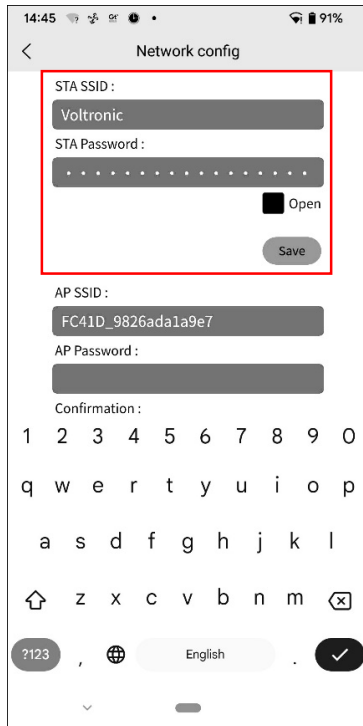 14:45 91%
Network config
STA SSID :
Voltronic
STA Password :
• • • • • • • • • • • • • • • • •
Open
Save
AP SSID :
FC41D_9826ada1a9e7
AP Password :
Confirmation :
1 2 3 4 5 6 7 8 9 0
q w e r t y u i o p
a s d f g h j k l
z x c v b n m
?123 , English .